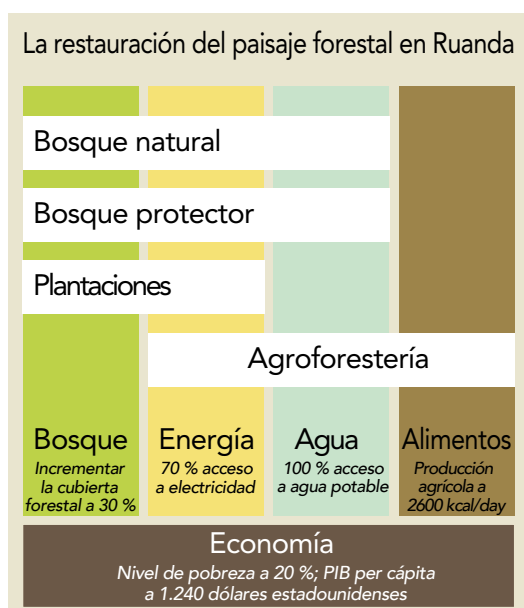 La restauración del paisaje forestal en Ruanda
Bosque natural
Bosque protector
Plantaciones
Agroforestería
Bosque
Incrementar
la cubierta
forestal a 30 %
Energía
70 % acceso
a electricidad
Agua
100 % acceso
a agua potable
Alimentos
Producción
agrícola a
2600 kcal/day
Economía
Nivel de pobreza a 20 %; PIB per cápita
a 1.240 dólares estadounidenses